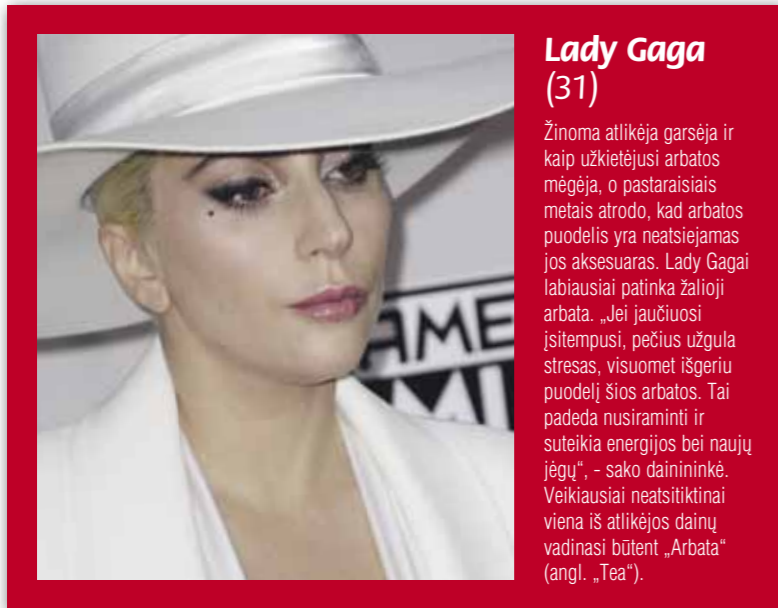 Lady Gaga
(31)
Žinoma atlikėja garsėja ir
kaip užkietėjusi arbatos
mėgėja, o pastaraisiais
metais atrodo, kad arbatos
puodelis yra neatsiejamas
jos aksesuaras. Lady Gagai
labiausiai patinka žalioji
arbata. „Jei jaučiuosi
įsitempusi, pečius užgula
stresas, visuomet išgeriu
puodelį šios arbatos. Tai
padeda nusiraminti ir
suteikia energijos bei naujų
jėgų“, - sako dainininkė.
Veikiausiai neatsitiktinai
viena iš atlikėjos dainų
vadinasi būtent „Arbata“
(angl. „Tea“).
AME